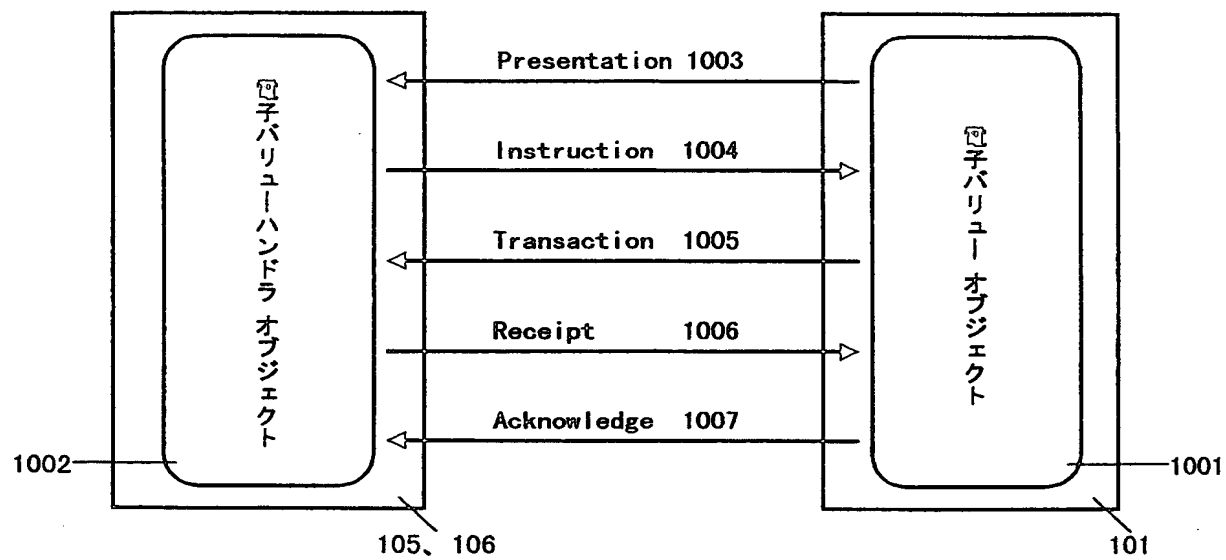 Presentation 1003
Instruction 1004
Transaction 1005
Receipt 1006
Acknowledge 1007
電子バリューハンドラ オブジェクト
電子バリュー オブジェクト
1002
1001
105、106
101